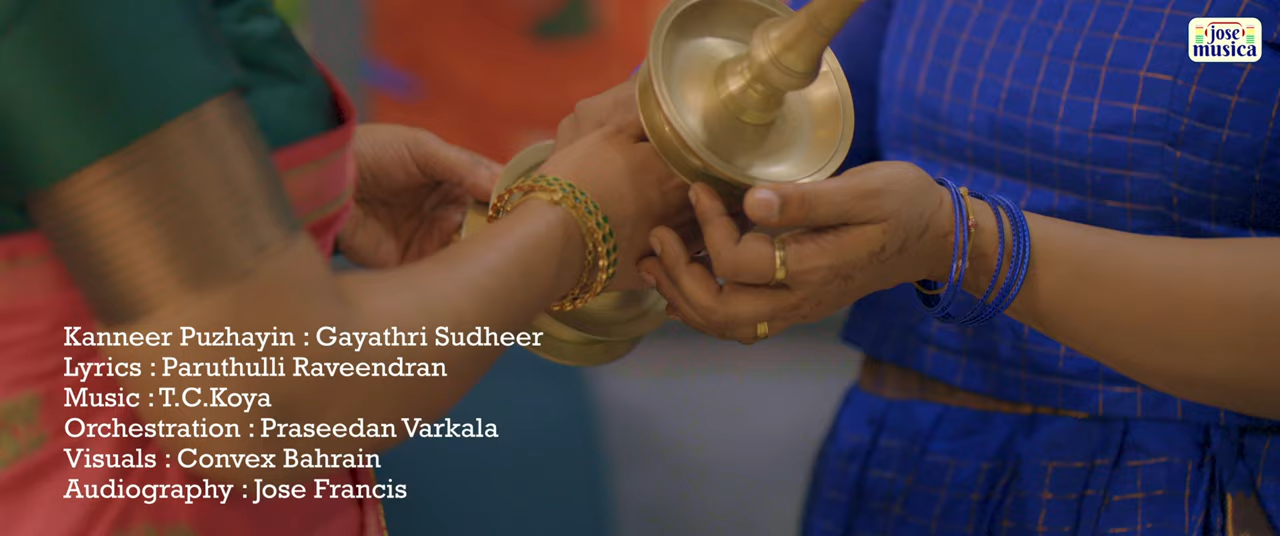 jose
musica
Kanneer Puzhayin : Gayathri Sudheer
Lyrics : Paruthulli Raveendran
Music : T.C.Koya
Orchestration : Praseedan Varkala
Visuals : Convex Bahrain
Audiography : Jose Francis